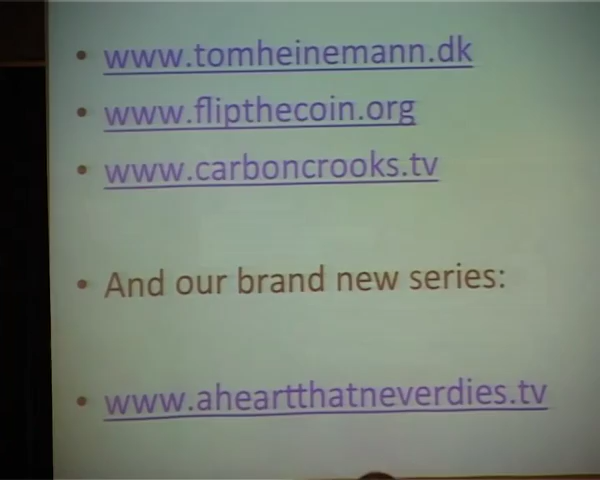 • www.tomheinemann.dk
• www.flipthecoin.org
• www.carboncrooks.tv
• And our brand new series:
• www.aheartthatneverdies.tv